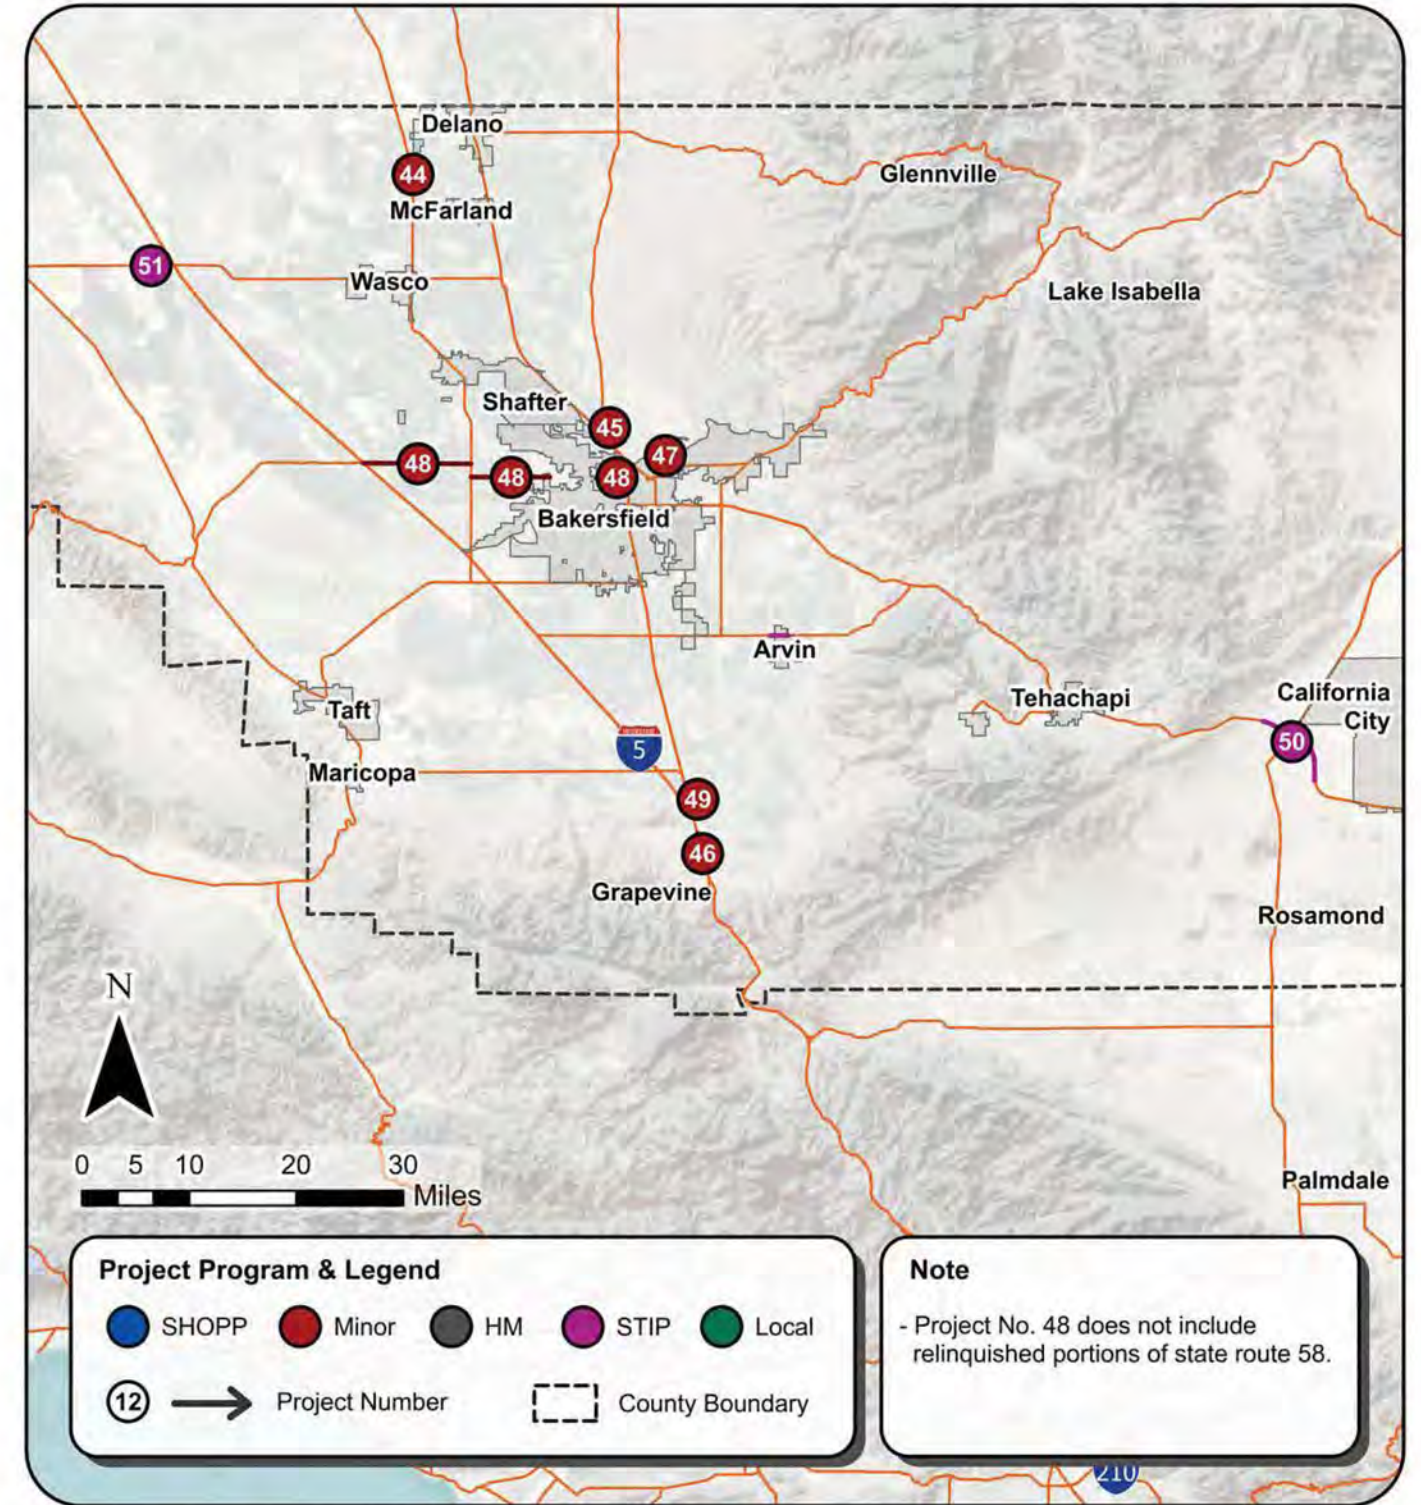 Delano
44
Glennville
McFarland
51
Wasco
Lake Isabella
Shafter
45
47
48
48
48
Bakersfield
Arvin
Tehachapi
California
City
Taft
50
5
Maricopa
49
46
Grapevine
Rosamond
N
0 5 10 20 30
Miles
Palmdale
Project Program & Legend
SHOPP Minor HM STIP Local
12 Project Number County Boundary
Note
- Project No. 48 does not include
relinquished portions of state route 58.
210